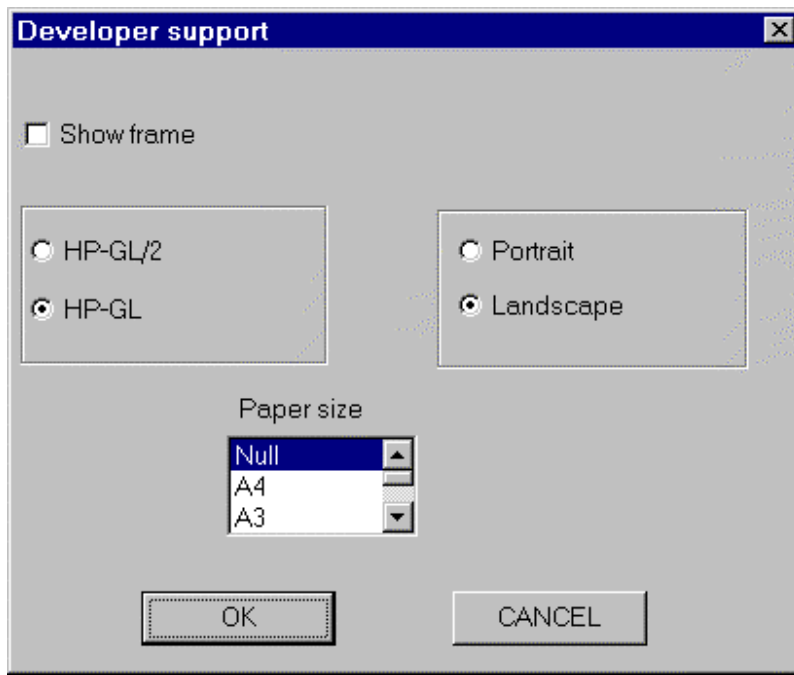 Developer support
Show frame
HP-GL/2
HP-GL
Portrait
Landscape
Paper size
Null
A4
A3
OK
CANCEL